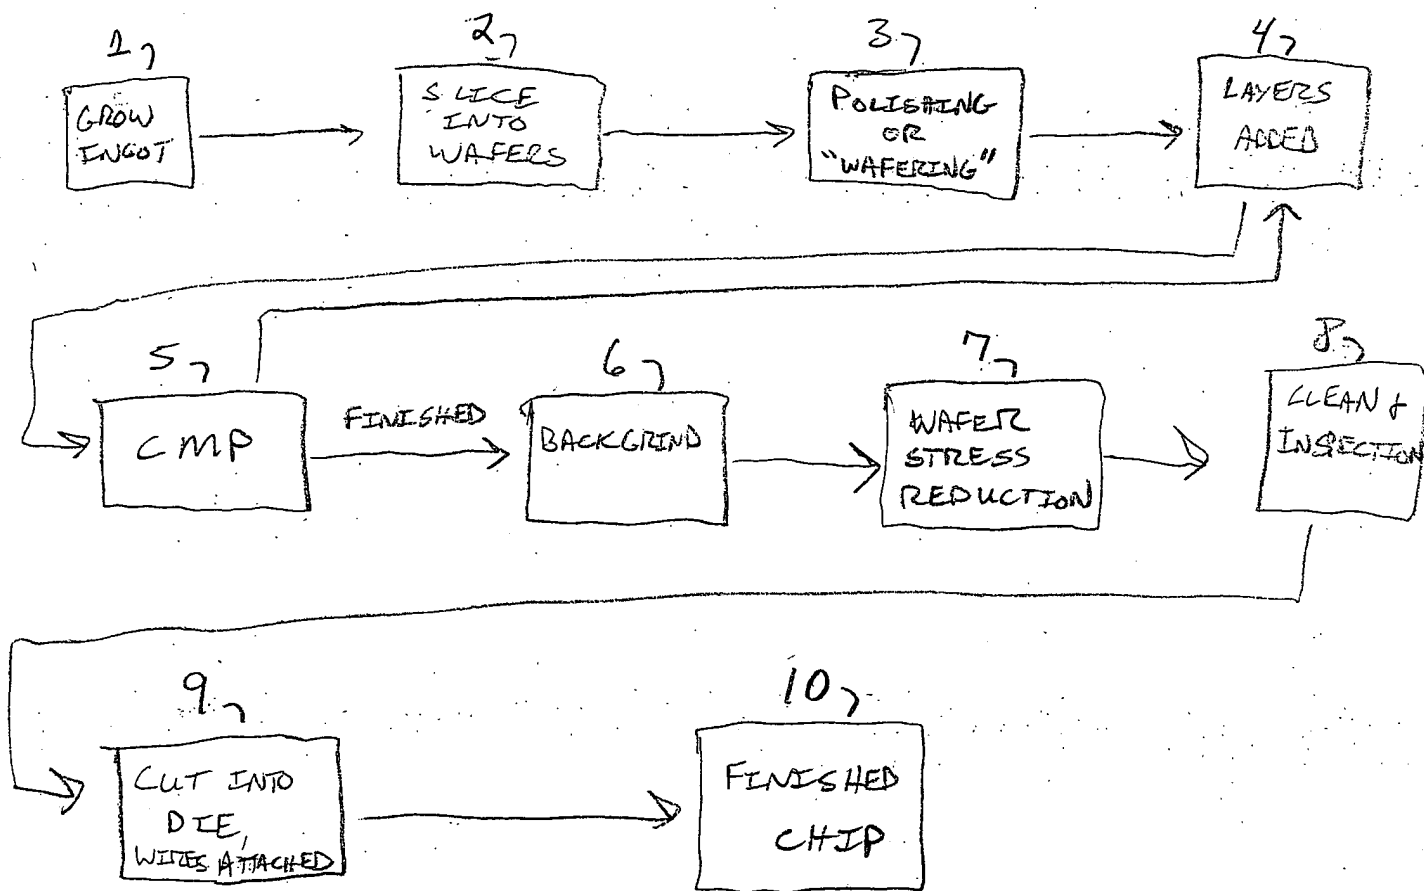 1
2
3
4
GROW
INGOT
SLICE
INTO
WAFERS
POLISHING
OR
"WAFERING"
LAYERS
ADDED
5
6
7
8
CMP
FINISHED
BACKGRIND
WAFER
STRESS
REDUCTION
CLEAN &
INSPECTION
9
10
CUT INTO
DIE,
WIRES ATTACHED
FINISHED
CHIP